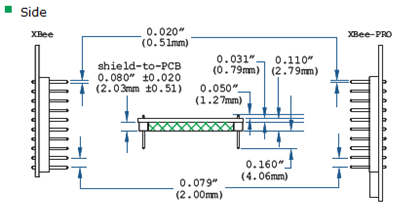 Side
XBee
XBee-PRO
0.020”
(0.51mm)
shield-to-PCB
0.080” ±0.020
(2.03mm ±0.51)
0.031”
(0.79mm)
0.110”
(2.79mm)
0.050”
(1.27mm)
0.160”
(4.06mm)
0.079”
(2.00mm)